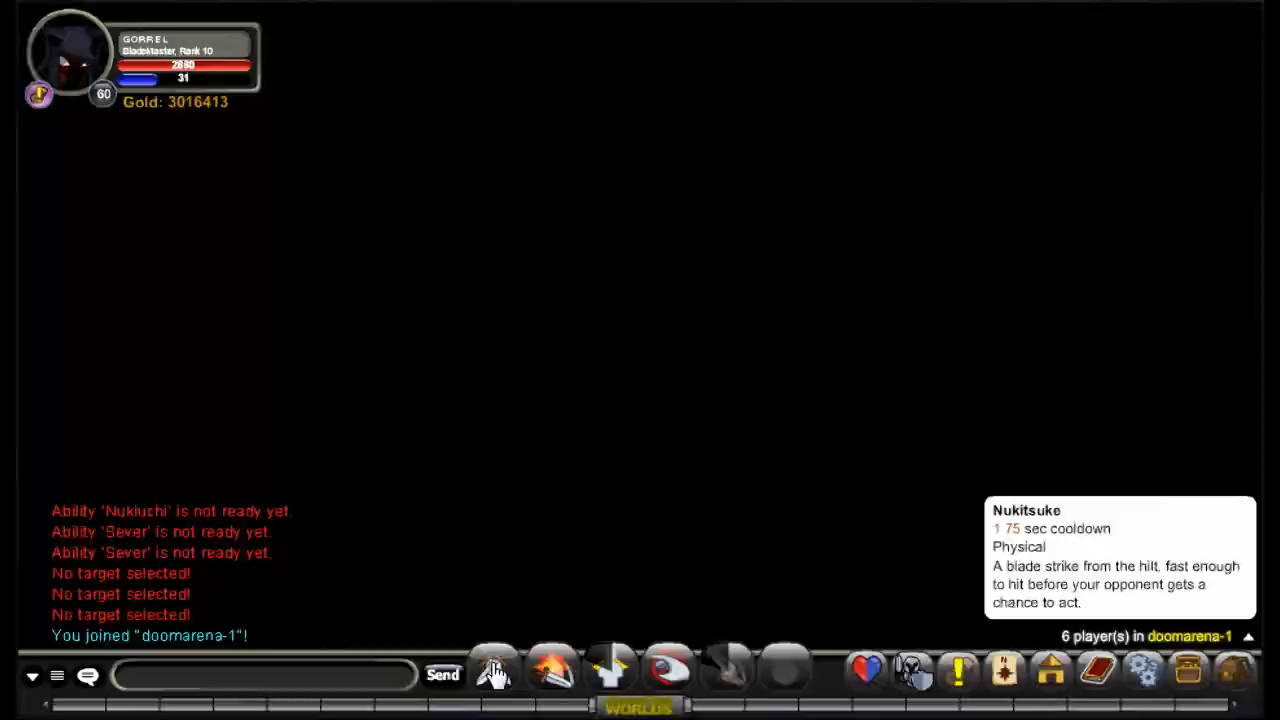 GORREL
BladeMaster, Rank 10
31
60
Gold: 3016413
Ability 'Nukiuchi' is not ready yet.
Ability 'Sever' is not ready yet.
Ability 'Sever' is not ready yet.
No target selected!
No target selected!
No target selected!
You joined "doomarena-1"!
Nukitsuke
1 75 sec cooldown
Physical
A blade strike from the hilt, fast enough
to hit before your opponent gets a
chance to act.
6 player(s) in doomarena-1
Send
WORLDS